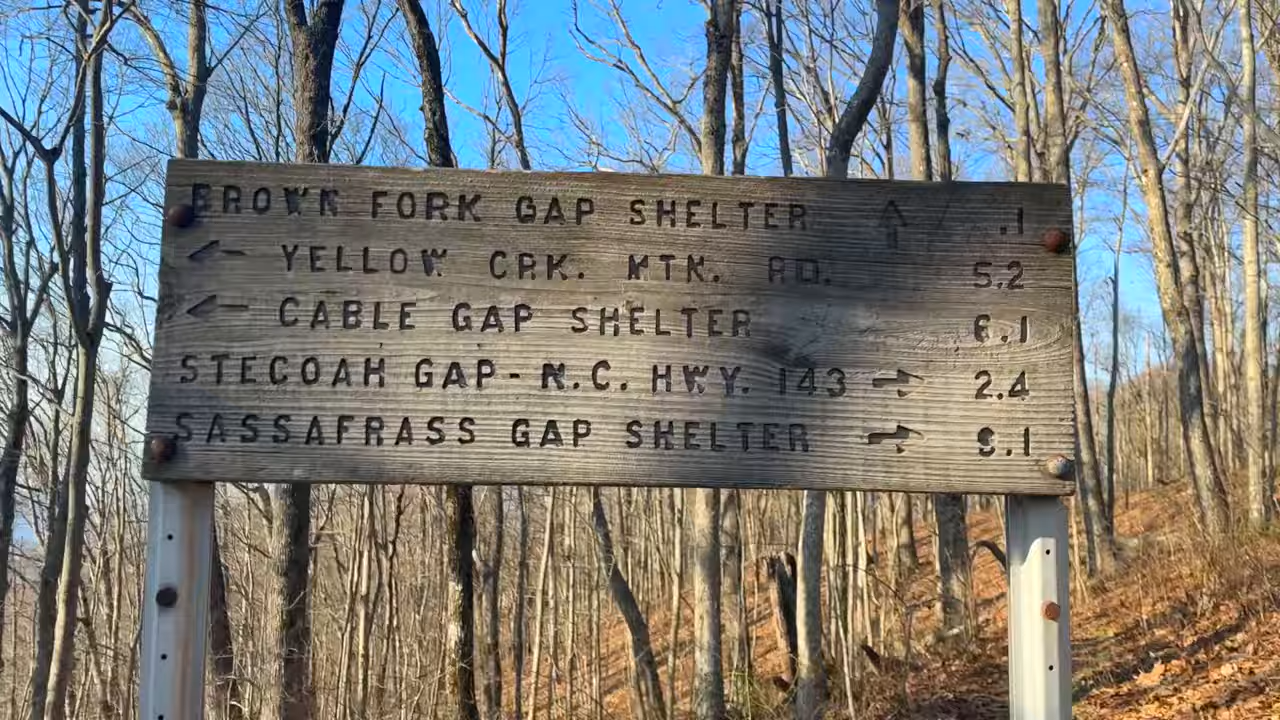 BROWN FORK GAP SHELTER ↑ .1
← YELLOW CRK. MTN. RD. 5.2
← CABLE GAP SHELTER 6.1
STECOAH GAP - N.C. HWY. 143 → 2.4
SASSAFRASS GAP SHELTER → 9.1